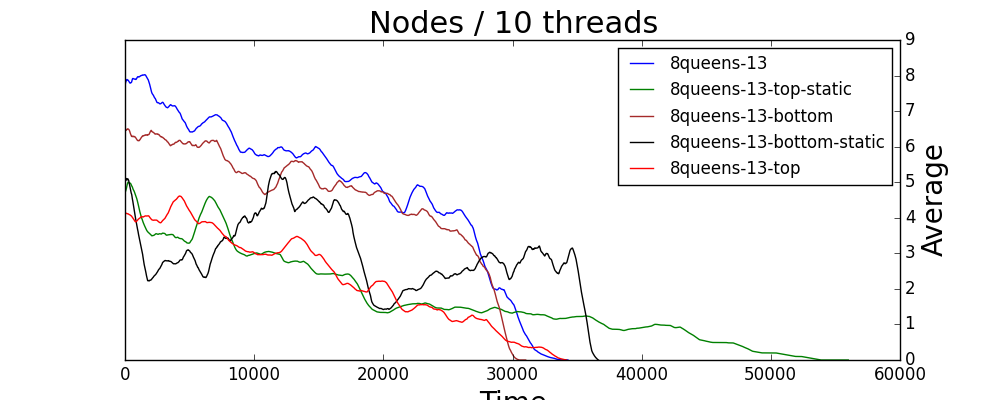 Nodes / 10 threads
8queens-13
8queens-13-top-static
8queens-13-bottom
8queens-13-bottom-static
8queens-13-top
9
8
7
6
5
4
3
2
1
0
Average
0 10000 20000 30000 40000 50000 60000
Time